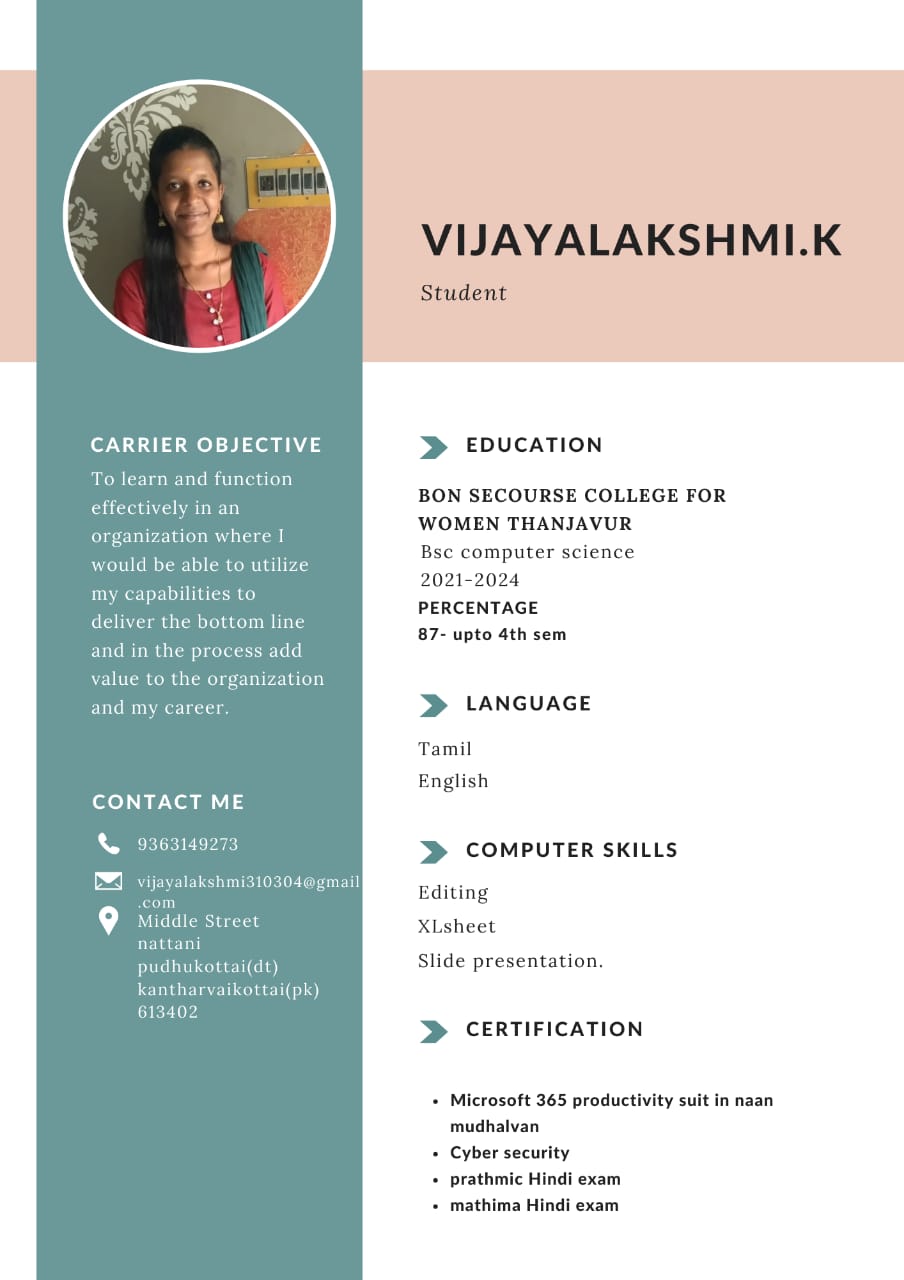 VIJAYALAKSHMI.K
Student
CARRIER OBJECTIVE
To learn and function
effectively in an
organization where I
would be able to utilize
my capabilities to
deliver the bottom line
and in the process add
value to the organization
and my career.
CONTACT ME
9363149273
vijayalakshmi310304@gmail
.com
Middle Street
nattani
pudhukottai(dt)
kantharvaikottai(pk)
613402
EDUCATION
BON SECOURSE COLLEGE FOR
WOMEN THANJAVUR
Bsc computer science
2021-2024
PERCENTAGE
87- upto 4th sem
LANGUAGE
Tamil
English
COMPUTER SKILLS
Editing
XLsheet
Slide presentation.
CERTIFICATION
• Microsoft 365 productivity suit in naan
mudhalvan
• Cyber security
• prathmic Hindi exam
• mathima Hindi exam